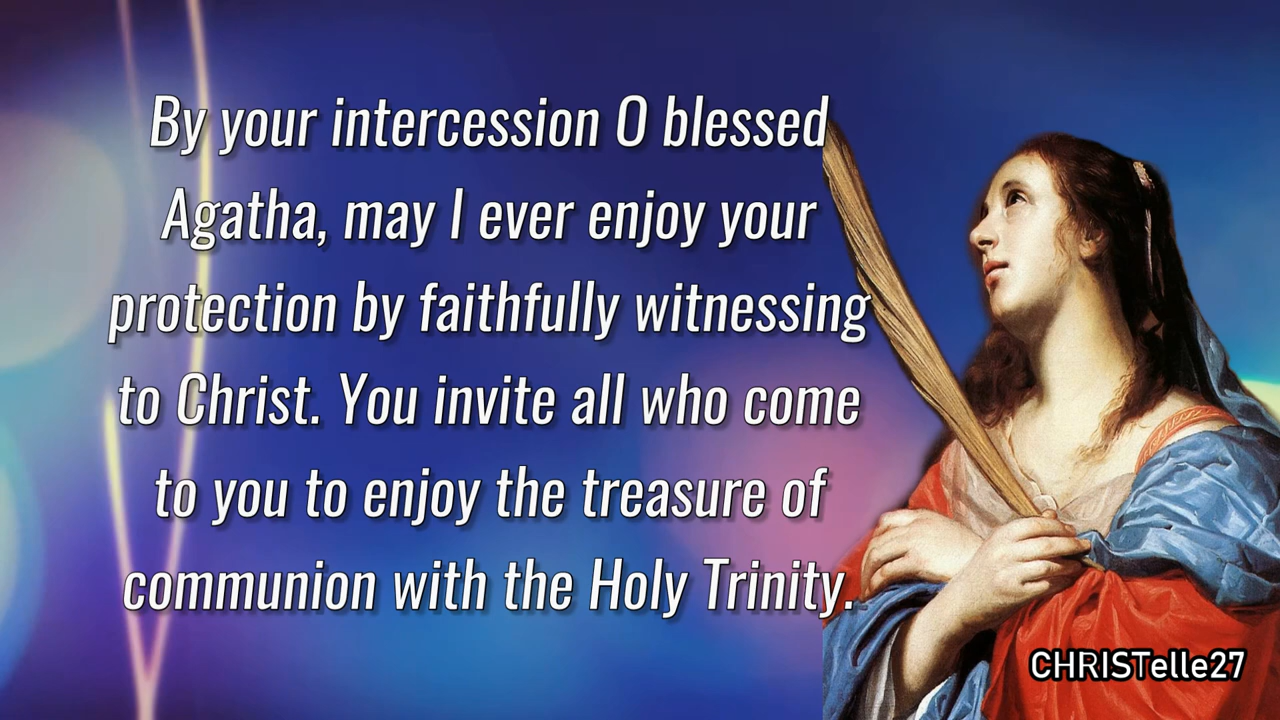 By your intercession O blessed
Agatha, may I ever enjoy your
protection by faithfully witnessing
to Christ. You invite all who come
to you to enjoy the treasure of
communion with the Holy Trinity.
CHRISTelle27